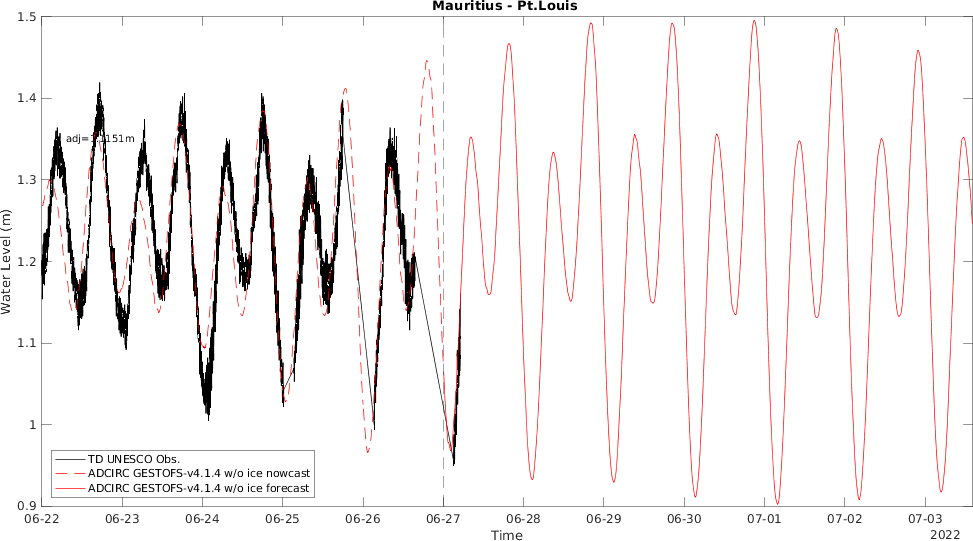 Mauritius - Pt.Louis
1.5
1.4
1.3
1.2
1.1
1
0.9
Water Level (m)
TD UNESCO Obs.
ADCIRC GESTOFS-v4.1.4 w/o ice nowcast
ADCIRC GESTOFS-v4.1.4 w/o ice forecast
06-22 06-23 06-24 06-25 06-26 06-27 06-28 06-29 06-30 07-01 07-02 07-03
Time
2022